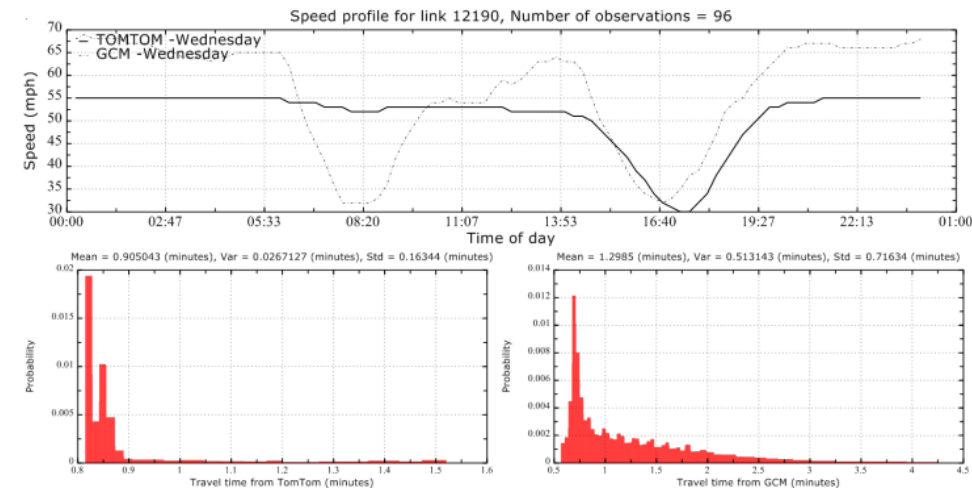 Speed profile for link 12190, Number of observations = 96
TOMTOM -Wednesday
GCM -Wednesday
70
65
60
55
50
45
40
35
30
Speed (mph)
00:00 02:47 05:33 08:20 11:07 13:53 16:40 19:27 22:13 01:00
Time of day
Mean = 0.905043 (minutes), Var = 0.0267127 (minutes), Std = 0.16344 (minutes)
0.02
0.015
0.01
0.005
0
Probability
0.8 0.9 1 1.1 1.2 1.3 1.4 1.5 1.6
Travel time from TomTom (minutes)
Mean = 1.2985 (minutes), Var = 0.513143 (minutes), Std = 0.71634 (minutes)
0.014
0.012
0.01
0.008
0.006
0.004
0.002
0
Probability
0.5 1 1.5 2 2.5 3 3.5 4 4.5
Travel time from GCM (minutes)